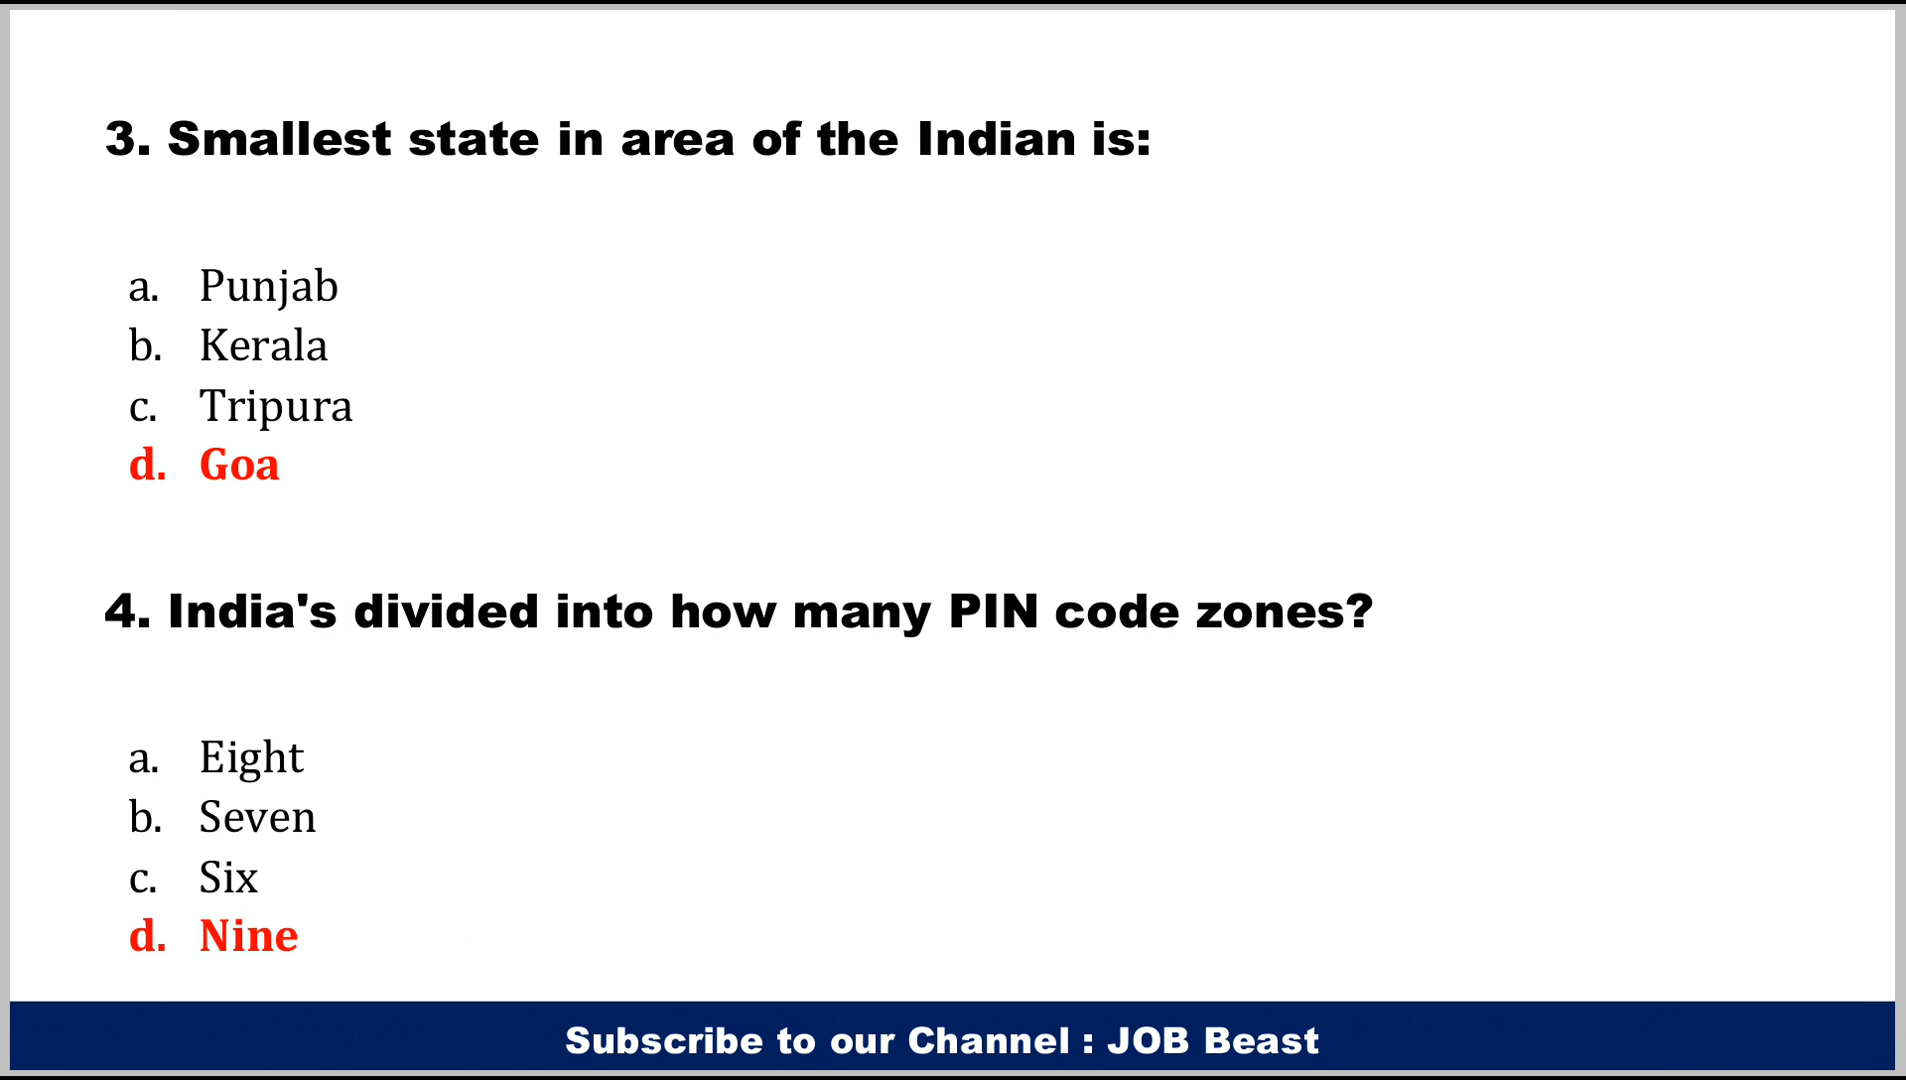 3. Smallest state in area of the Indian is:
a. Punjab
b. Kerala
c. Tripura
d. Goa
4. India's divided into how many PIN code zones?
a. Eight
b. Seven
c. Six
d. Nine
Subscribe to our Channel : JOB Beast